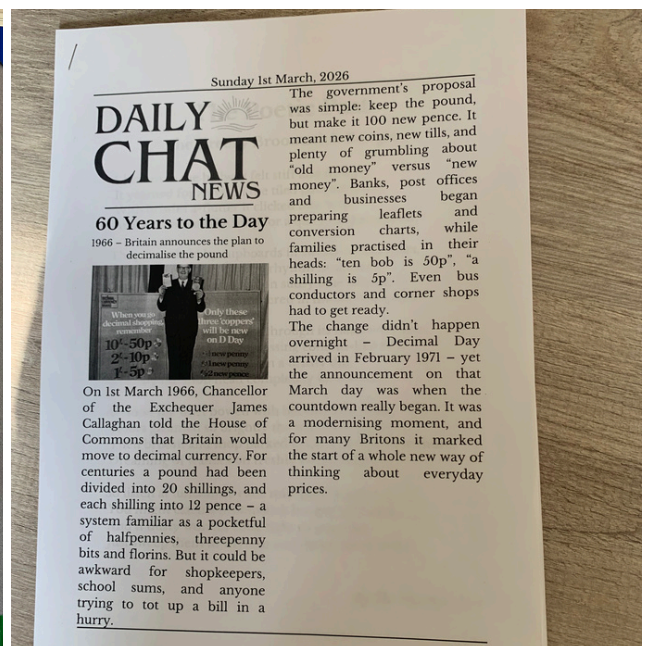 Sunday 1st March, 2026
DAILY
CHAT
NEWS
60 Years to the Day
1966 – Britain announces the plan to
decimalise the pound
When you go
decimal shopping,
remember
10/-50p
2/-10p
1/-5p
Only these
three 'coppers'
will be new
on D Day
1 new penny
½ new pence
On 1st March 1966, Chancellor
of the Exchequer James
Callaghan told the House of
Commons that Britain would
move to decimal currency. For
centuries a pound had been
divided into 20 shillings, and
each shilling into 12 pence – a
system familiar as a pocketful
of halfpennies, threepenny
bits and florins. But it could be
awkward for shopkeepers,
school sums, and anyone
trying to tot up a bill in a
hurry.
The government's proposal
was simple: keep the pound,
but make it 100 new pence. It
meant new coins, new tills, and
plenty of grumbling about
"old money" versus "new
money". Banks, post offices
and businesses began
preparing leaflets and
conversion charts, while
families practised in their
heads: "ten bob is 50p", "a
shilling is 5p". Even bus
conductors and corner shops
had to get ready.
The change didn't happen
overnight – Decimal Day
arrived in February 1971 – yet
the announcement on that
March day was when the
countdown really began. It was
a modernising moment, and
for many Britons it marked
the start of a whole new way of
thinking about everyday
prices.